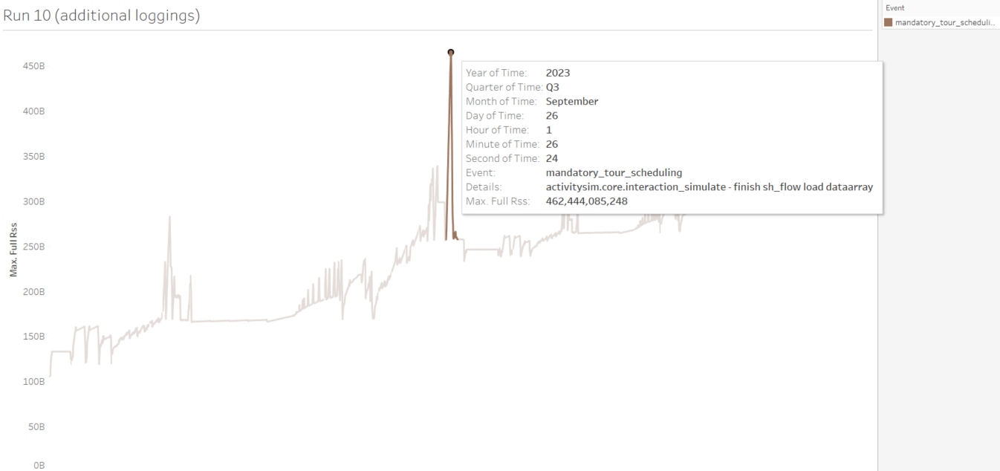 Run 10 (additional loggings)
Event
mandatory_tour_scheduli..
450B
400B
350B
300B
250B
200B
150B
100B
50B
0B
Max. Full Rss
Year of Time: 2023
Quarter of Time: Q3
Month of Time: September
Day of Time: 26
Hour of Time: 1
Minute of Time: 26
Second of Time: 24
Event: mandatory_tour_scheduling
Details: activitysim.core.interaction_simulate - finish sh_flow load dataarray
Max. Full Rss: 462,444,085,248